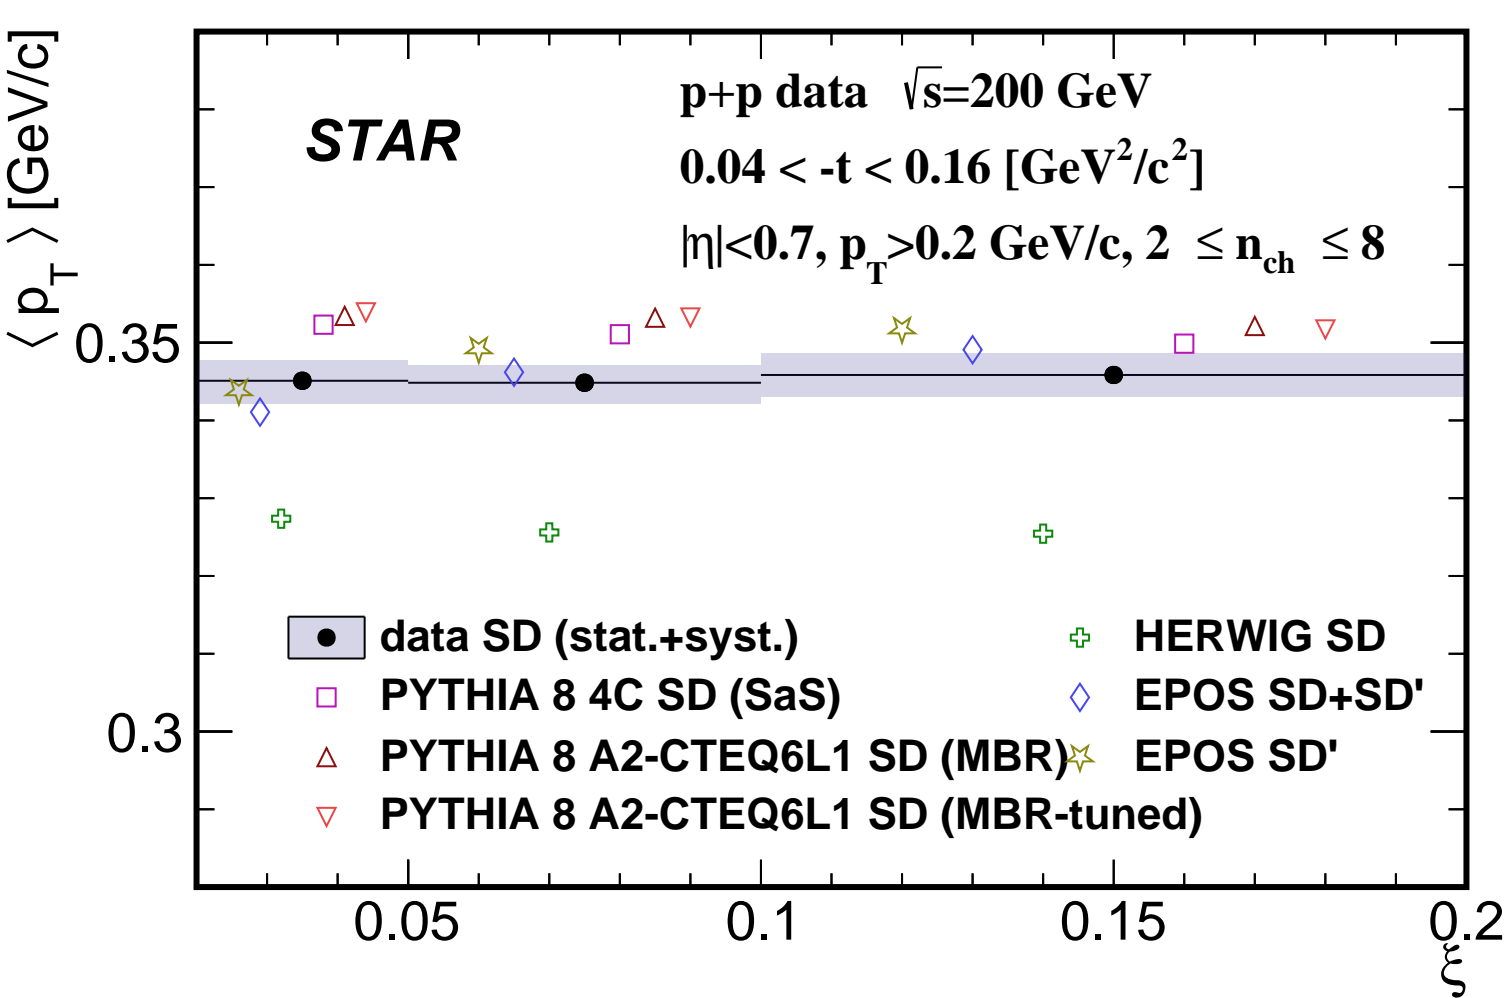 ⟨ p_T ⟩ [GeV/c]
STAR
p+p data √s=200 GeV
0.04 < -t < 0.16 [GeV²/c²]
|η|<0.7, p_T>0.2 GeV/c, 2 ≤ n_ch ≤ 8
0.35
0.3
data SD (stat.+syst.)
PYTHIA 8 4C SD (SaS)
PYTHIA 8 A2-CTEQ6L1 SD (MBR)
PYTHIA 8 A2-CTEQ6L1 SD (MBR-tuned)
HERWIG SD
EPOS SD+SD'
EPOS SD'
0.05 0.1 0.15 0.2
ξ